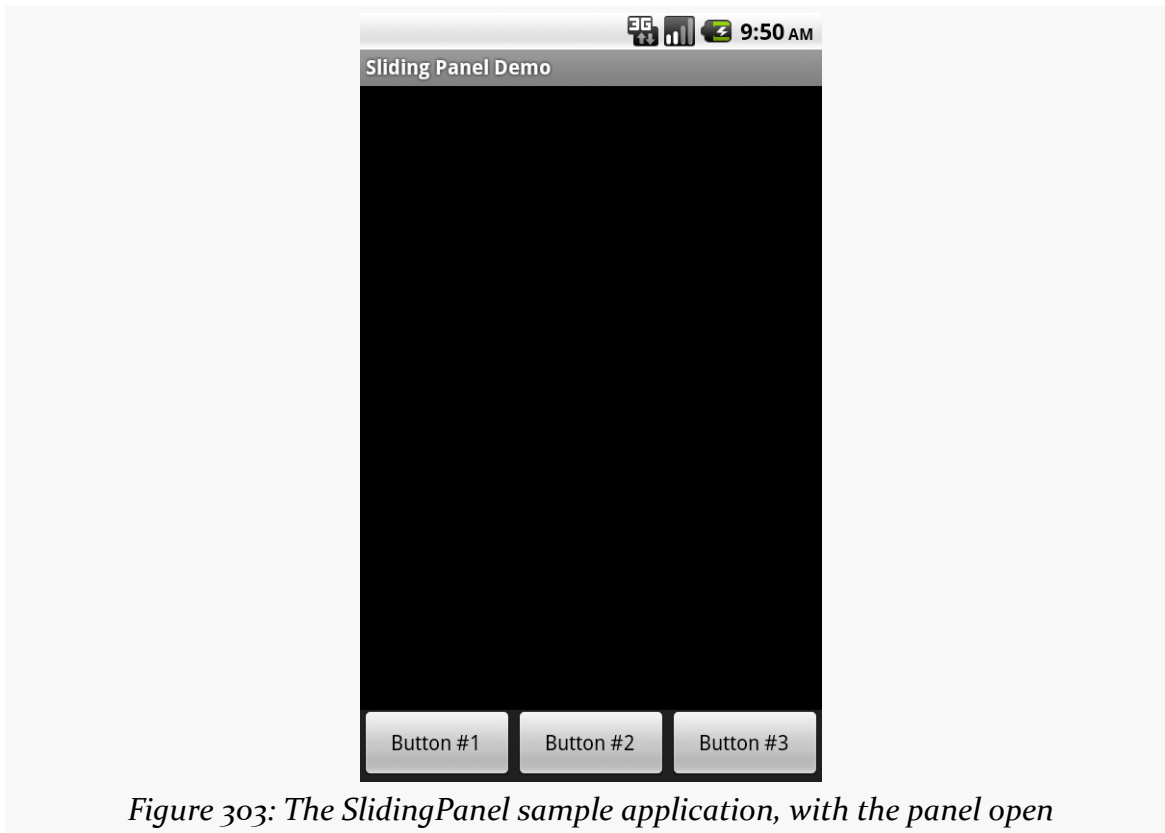 3G 9:50 AM
Sliding Panel Demo
Button #1 Button #2 Button #3
Figure 303: The SlidingPanel sample application, with the panel open